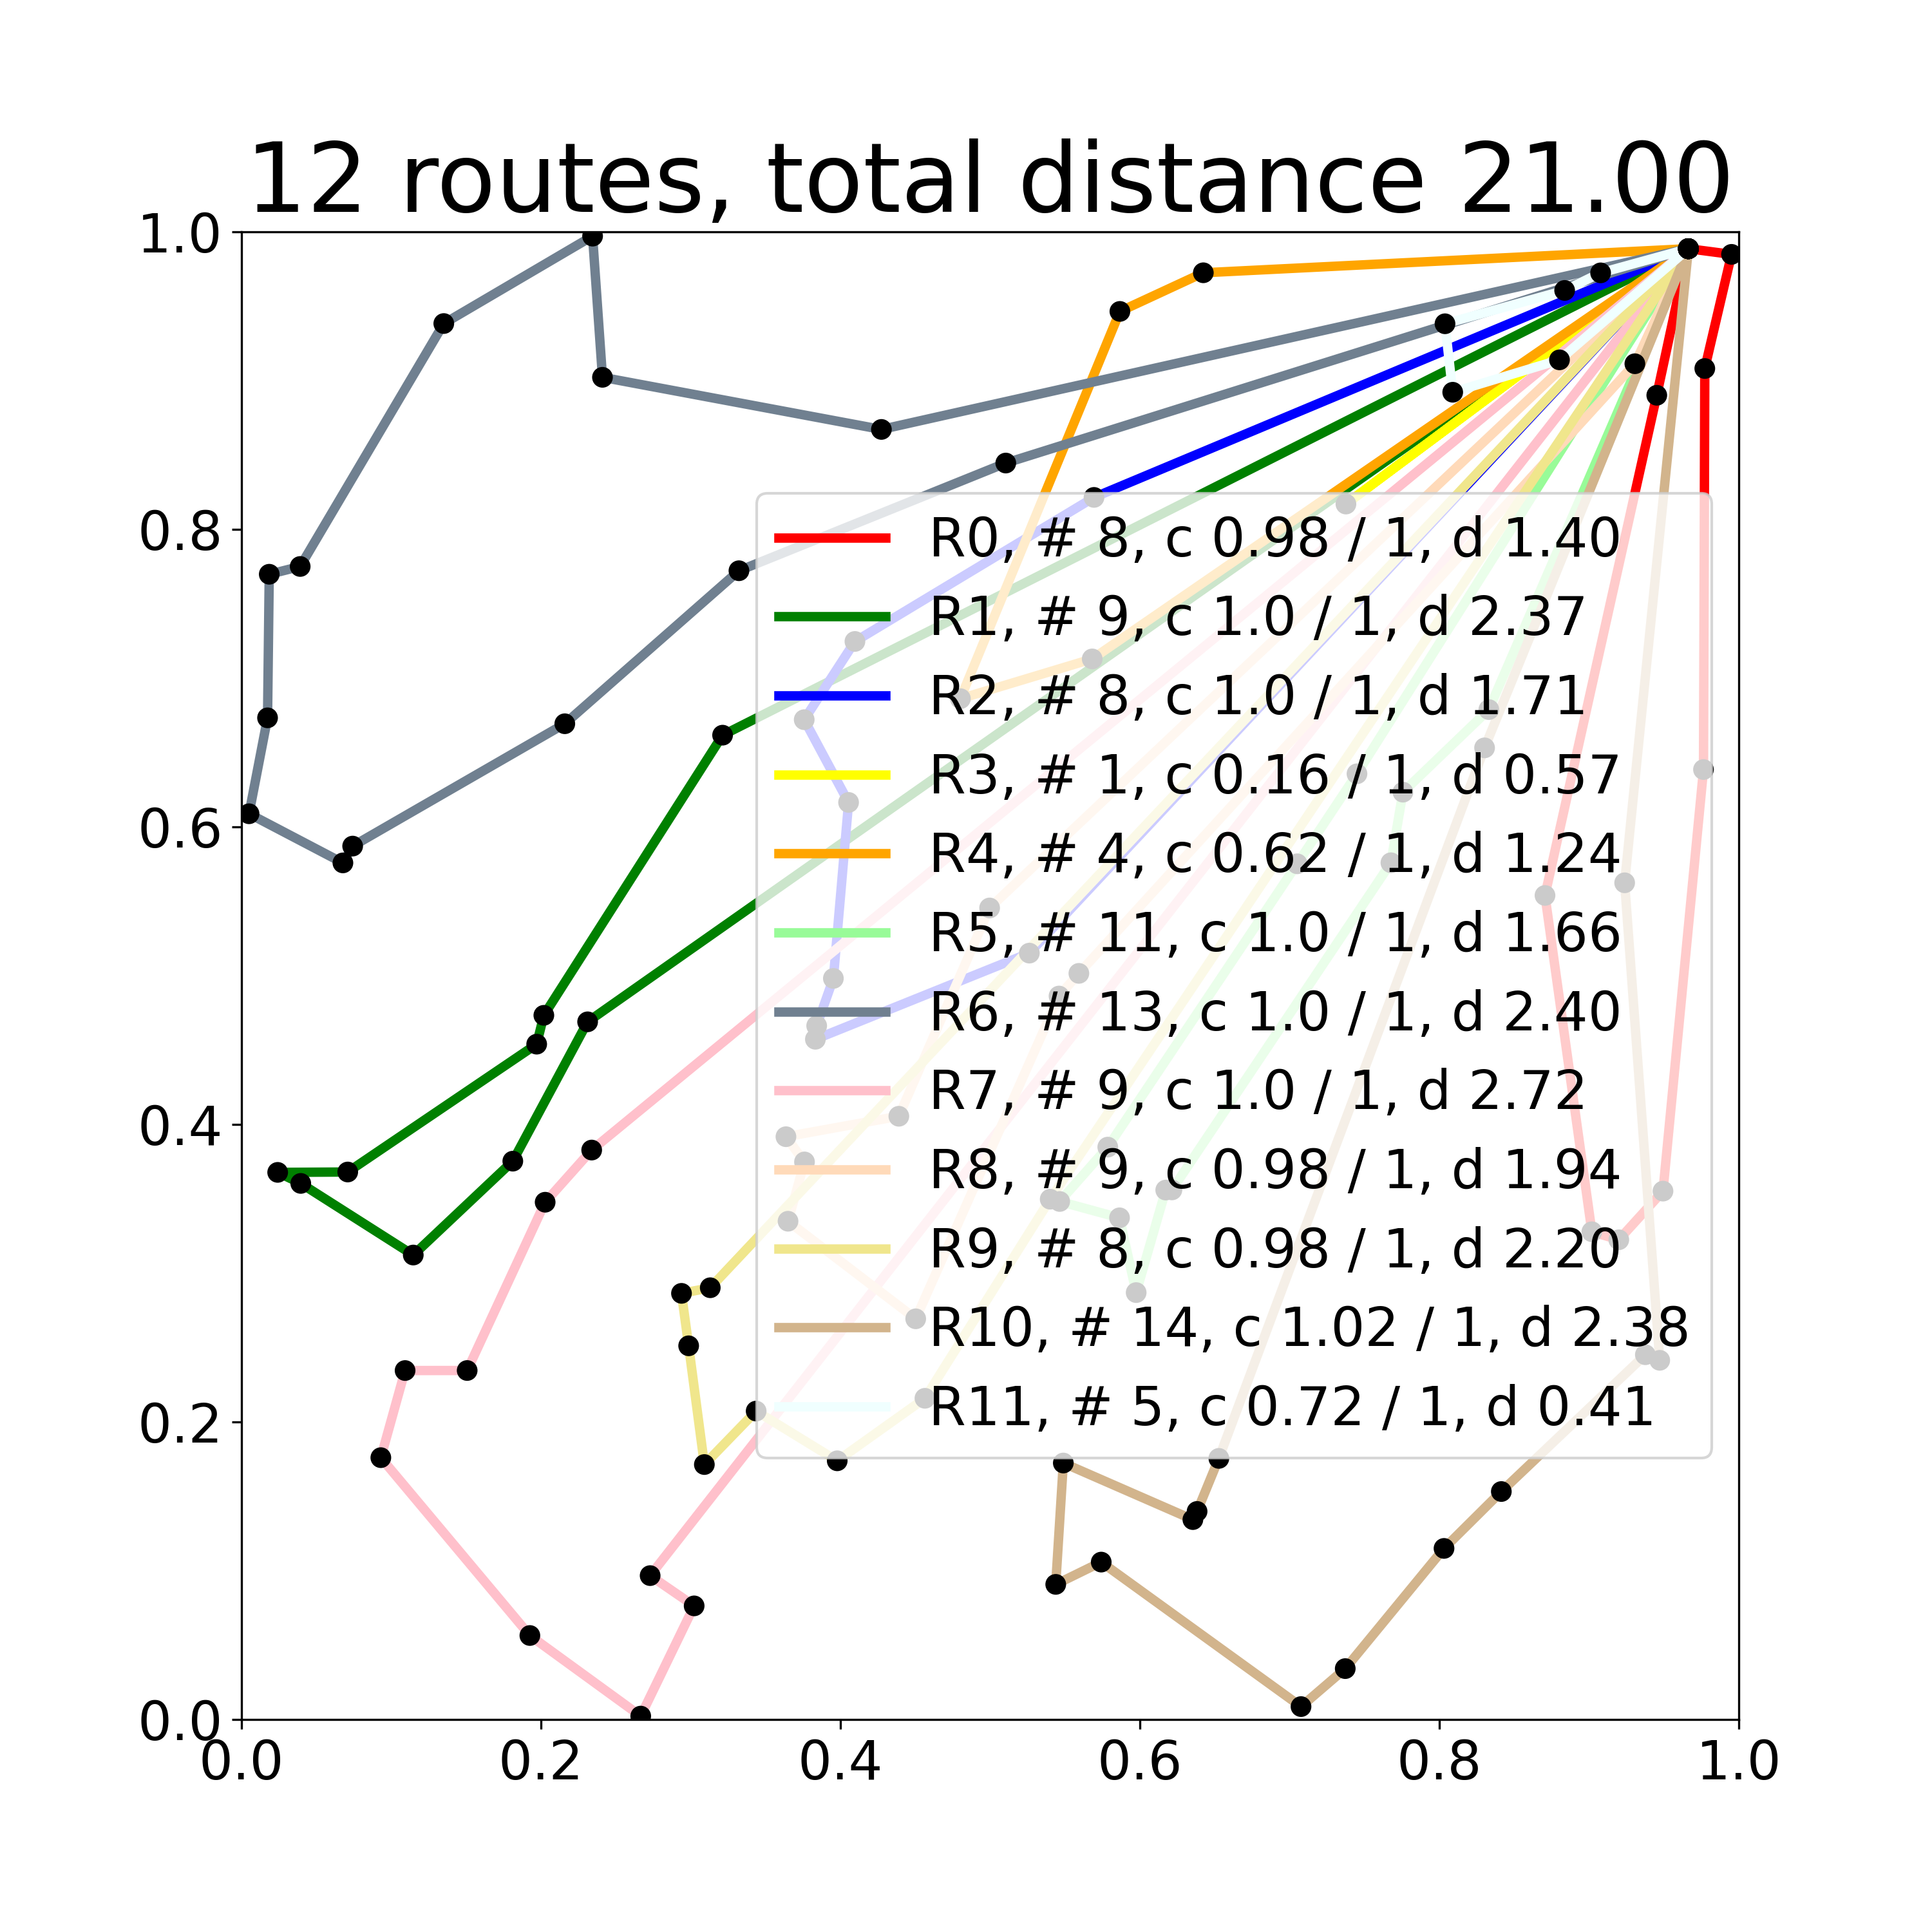 12 routes, total distance 21.00
1.0
0.8
0.6
0.4
0.2
0.0
R0, # 8, c 0.98 / 1, d 1.40
R1, # 9, c 1.0 / 1, d 2.37
R2, # 8, c 1.0 / 1, d 1.71
R3, # 1, c 0.16 / 1, d 0.57
R4, # 4, c 0.62 / 1, d 1.24
R5, # 11, c 1.0 / 1, d 1.66
R6, # 13, c 1.0 / 1, d 2.40
R7, # 9, c 1.0 / 1, d 2.72
R8, # 9, c 0.98 / 1, d 1.94
R9, # 8, c 0.98 / 1, d 2.20
R10, # 14, c 1.02 / 1, d 2.38
R11, # 5, c 0.72 / 1, d 0.41
0.0 0.2 0.4 0.6 0.8 1.0